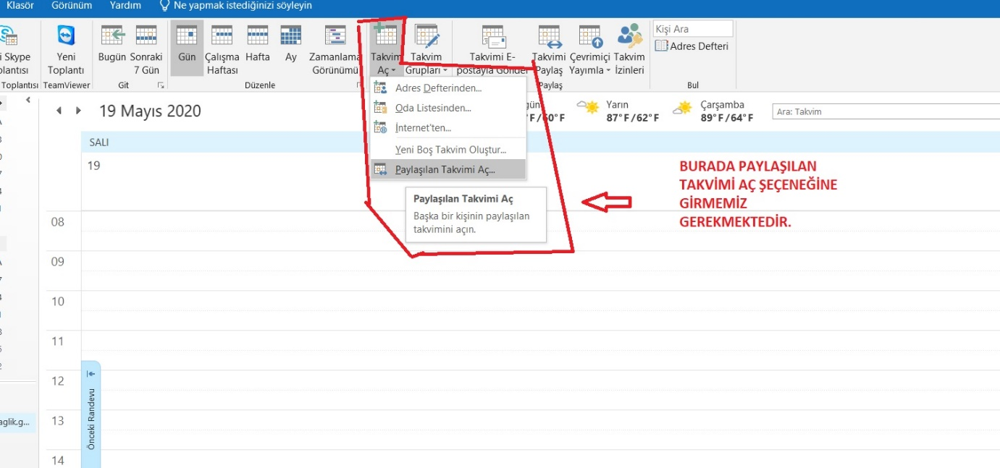 Klasör Görünüm Yardım Ne yapmak istediğinizi söyleyin
Skype
Toplantısı
Yeni
Toplantı
TeamViewer
Bugün Sonraki
7 Gün
Git
Gün Çalışma Hafta Ay Zamanlama
Haftası Görünümü
Düzenle
Takvim
Aç
Takvim
Grupları
Takvimi E-
postayla Gönder
Takvimi Çevrimiçi Takvim
Paylaş Yayımla İzinleri
Paylaş
Kişi Ara
Adres Defteri
Bul
Adres Defterinden...
Oda Listesinden...
İnternet'ten...
Yeni Boş Takvim Oluştur...
Paylaşılan Takvimi Aç...
Paylaşılan Takvimi Aç
Başka bir kişinin paylaşılan
takvimini açın.
19 Mayıs 2020
gün
°F/60°F
Yarın
87°F/62°F
Çarşamba
89°F/64°F
Ara: Takvim
SALI
19
BURADA PAYLAŞILAN
TAKVİMİ AÇ ŞEÇENEĞİNE
GİRMEMİZ
GEREKMEKTEDİR.
08
09
10
11
12
13
14
Önceki Randevu
aglik.g...